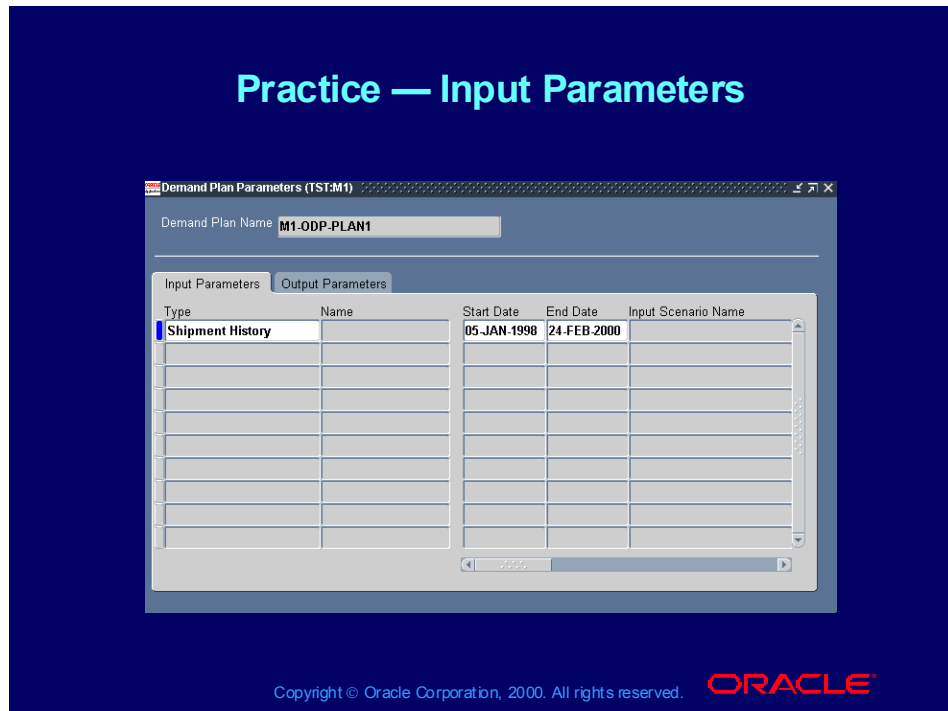 Practice — Input Parameters
Demand Plan Parameters (TST:M1)
Demand Plan Name M1-ODP-PLAN1
Input Parameters Output Parameters
Type Name Start Date End Date Input Scenario Name
Shipment History 05-JAN-1998 24-FEB-2000
Copyright © Oracle Corporation, 2000. All rights reserved. ORACLE